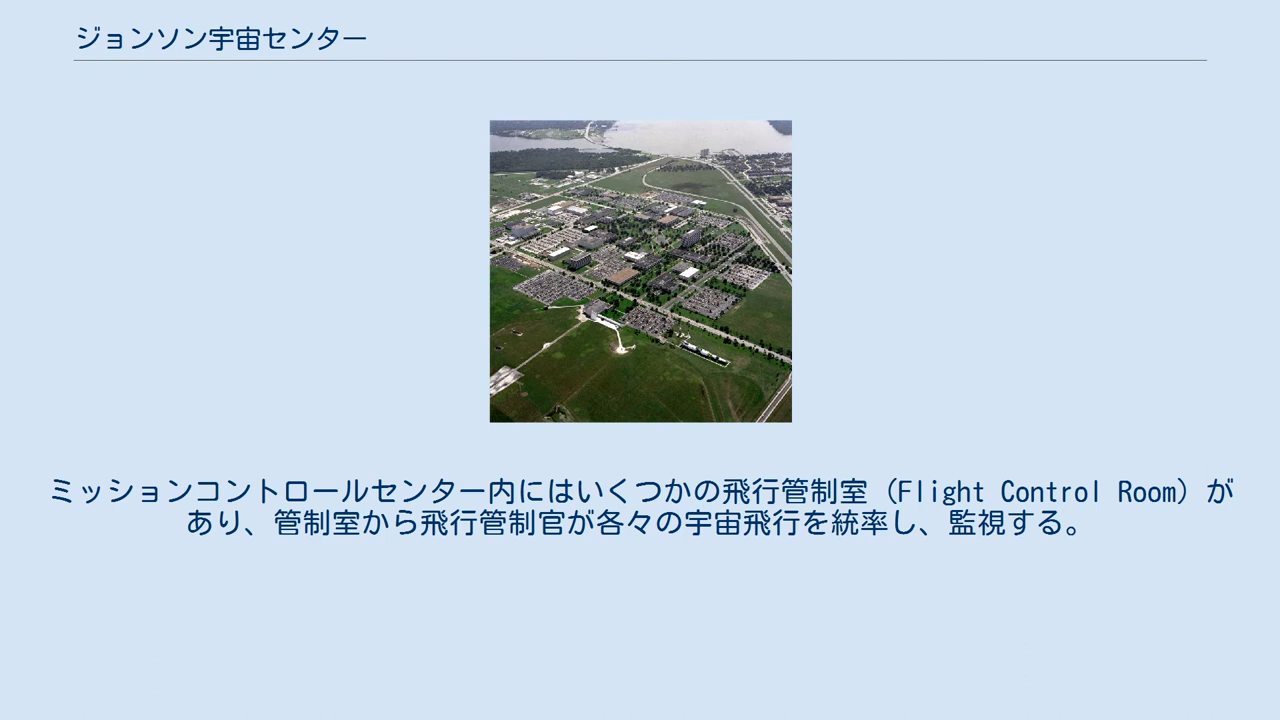 ジョンソン宇宙センター
ミッションコントロールセンター内にはいくつかの飛行管制室（Flight Control Room）が
あり、管制室から飛行管制官が各々の宇宙飛行を統率し、監視する。